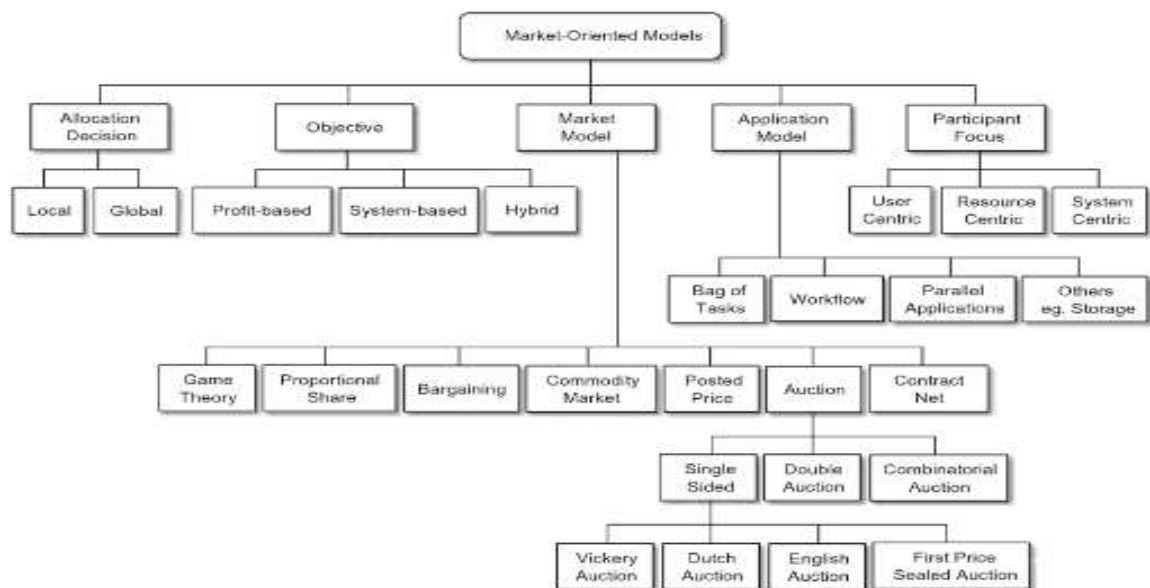 Market-Oriented Models
Allocation
Decision
Objective
Market
Model
Application
Model
Participant
Focus
Local
Global
Profit-based
System-based
Hybrid
User
Centric
Resource
Centric
System
Centric
Bag of
Tasks
Workflow
Parallel
Applications
Others
eg. Storage
Game
Theory
Proportional
Share
Bargaining
Commodity
Market
Posted
Price
Auction
Contract
Net
Single
Sided
Double
Auction
Combinatorial
Auction
Vickery
Auction
Dutch
Auction
English
Auction
First Price
Sealed Auction